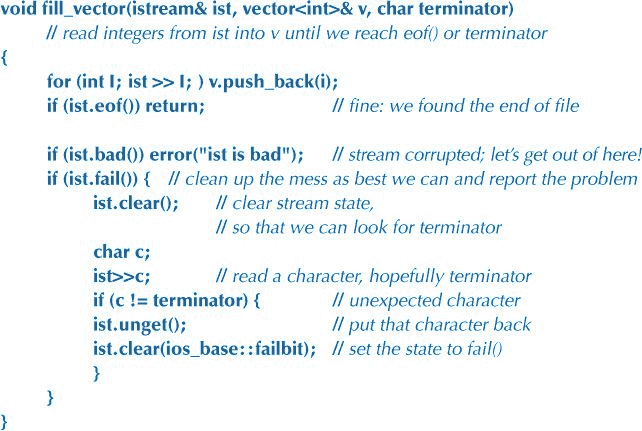 void fill_vector(istream& ist, vector<int>& v, char terminator)
// read integers from ist into v until we reach eof() or terminator
{
for (int I; ist >> I; ) v.push_back(i);
if (ist.eof()) return; // fine: we found the end of file
if (ist.bad()) error("ist is bad"); // stream corrupted; let’s get out of here!
if (ist.fail()) { // clean up the mess as best we can and report the problem
ist.clear(); // clear stream state,
// so that we can look for terminator
char c;
ist>>c; // read a character, hopefully terminator
if (c != terminator) { // unexpected character
ist.unget(); // put that character back
ist.clear(ios_base::failbit); // set the state to fail()
}
}
}